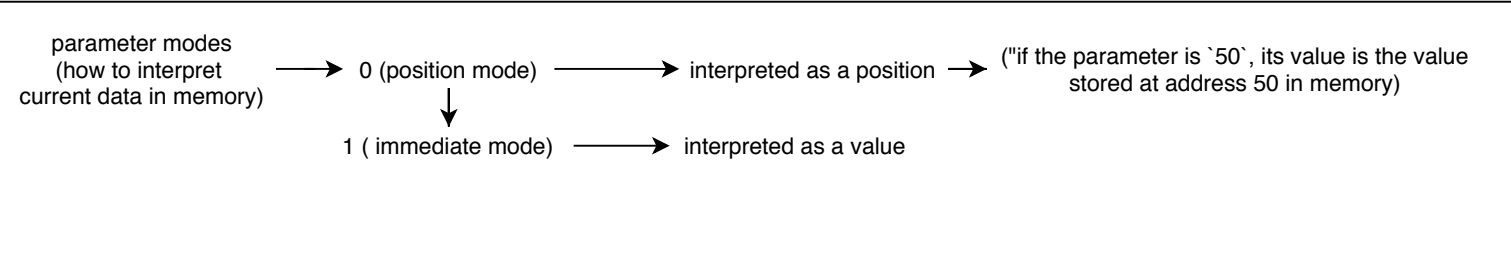 parameter modes
(how to interpret
current data in memory)
0 (position mode)
interpreted as a position
("if the parameter is `50`, its value is the value
stored at address 50 in memory)
1 ( immediate mode)
interpreted as a value